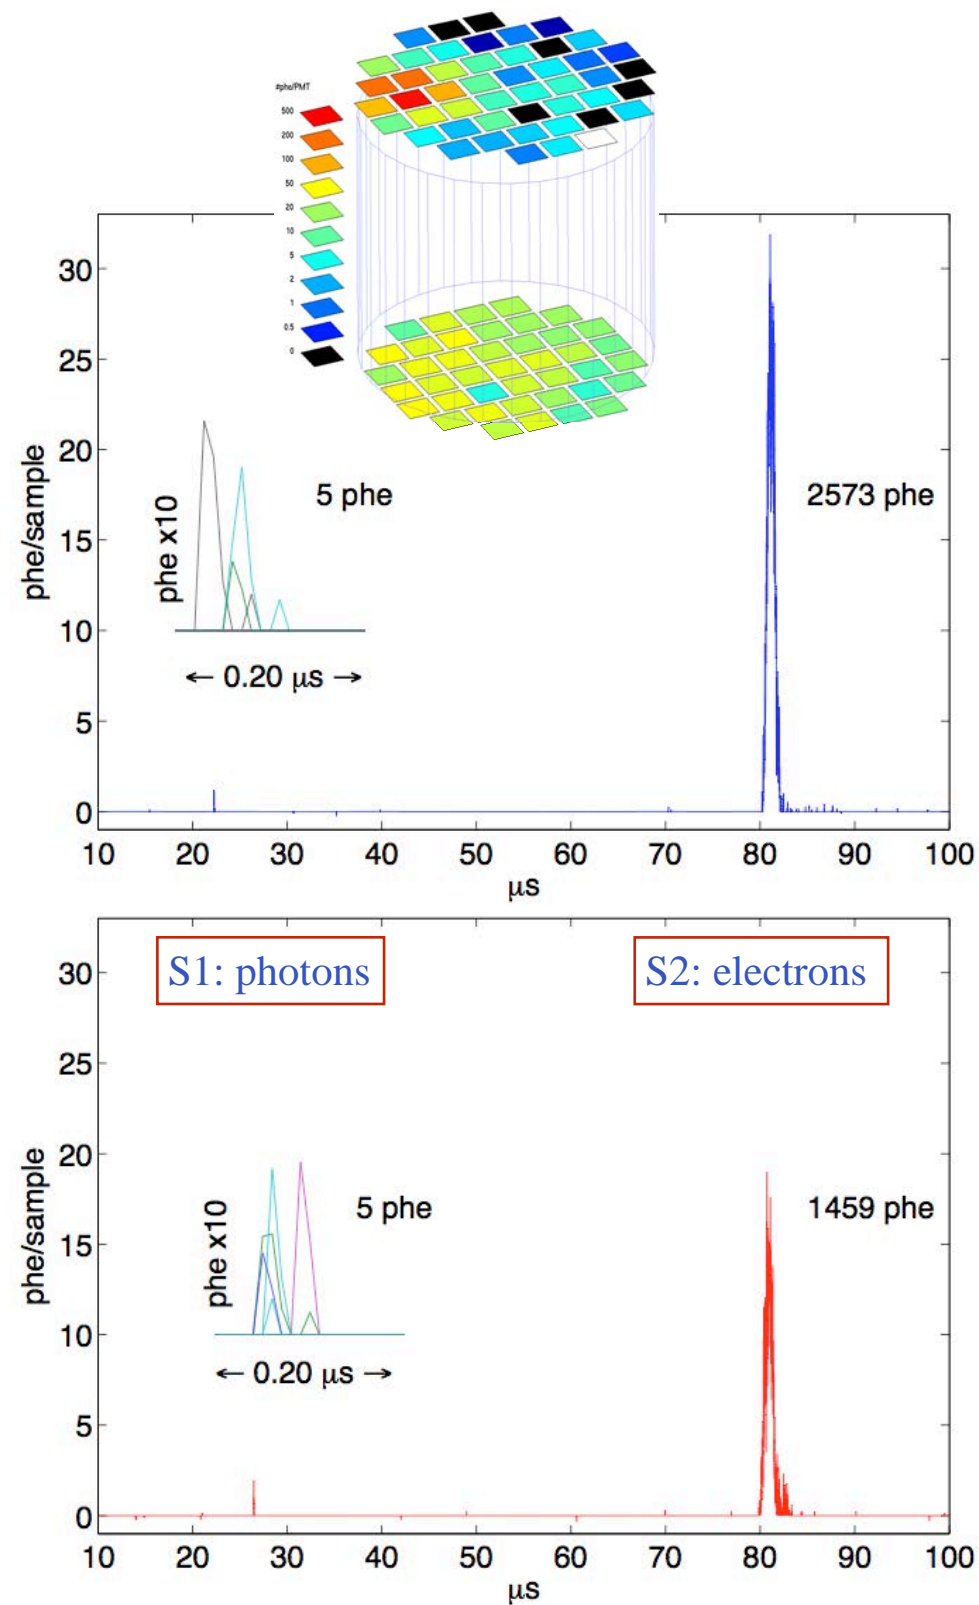 #phe/PMT
500
200
100
50
20
10
5
2
1
0.5
0
30
25
20
15
10
5
0
phe/sample
phe x10
5 phe
← 0.20 μs →
2573 phe
10 20 30 40 50 60 70 80 90 100
μs
S1: photons
S2: electrons
30
25
20
15
10
5
0
phe/sample
phe x10
5 phe
← 0.20 μs →
1459 phe
10 20 30 40 50 60 70 80 90 100
μs